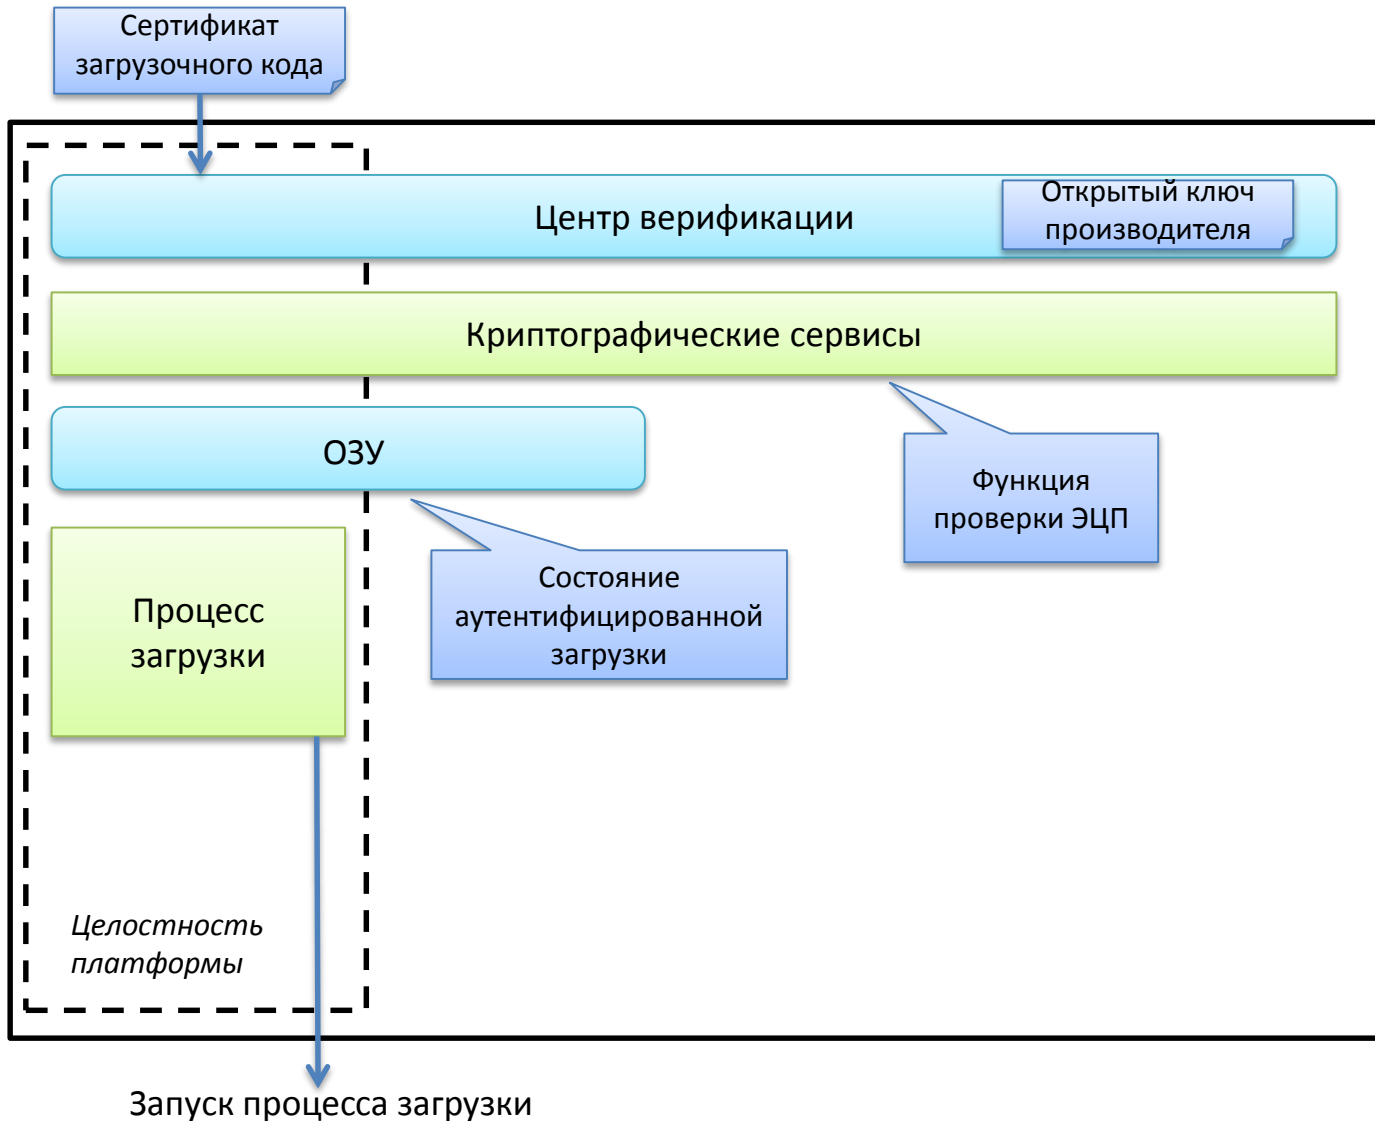 Сертификат
загрузочного кода
Центр верификации
Открытый ключ
производителя
Криптографические сервисы
ОЗУ
Функция
проверки ЭЦП
Состояние
аутентифицированной
загрузки
Процесс
загрузки
Целостность
платформы
Запуск процесса загрузки